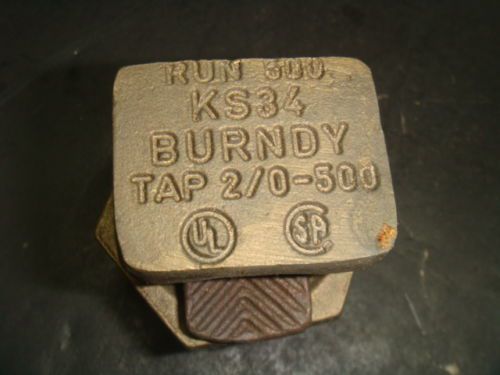 RUN 500
KS34
BURNDY
TAP 2/0-500
UL SA